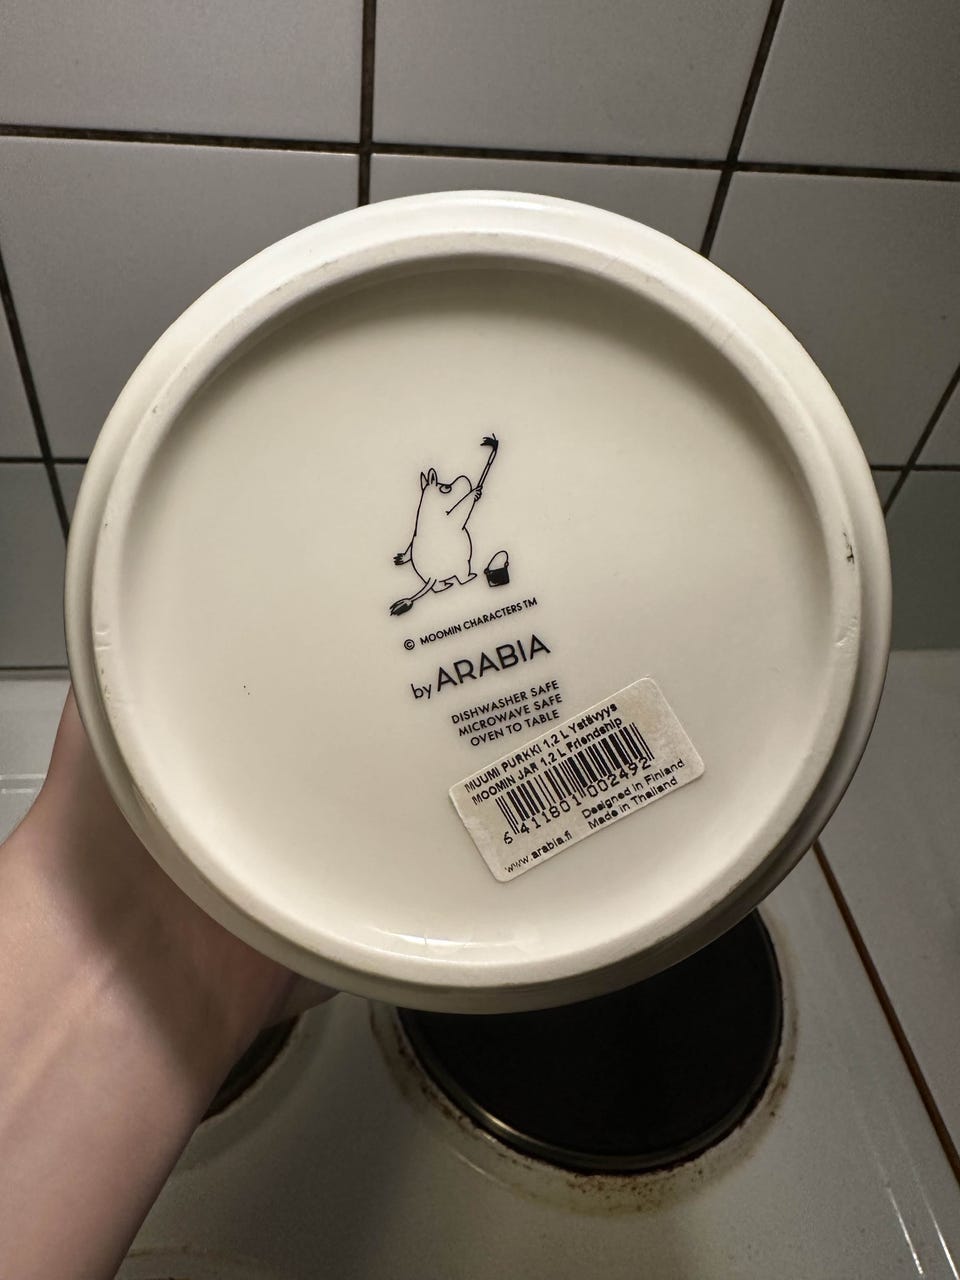 © MOOMIN CHARACTERS TM
by ARABIA
DISHWASHER SAFE
MICROWAVE SAFE
OVEN TO TABLE
MUUMI PURKKI 1,2 L Ystävyys
MOOMIN JAR 1,2 L Friendship
6 411801 002492
www.arabia.fi
Designed in Finland
Made in Thailand